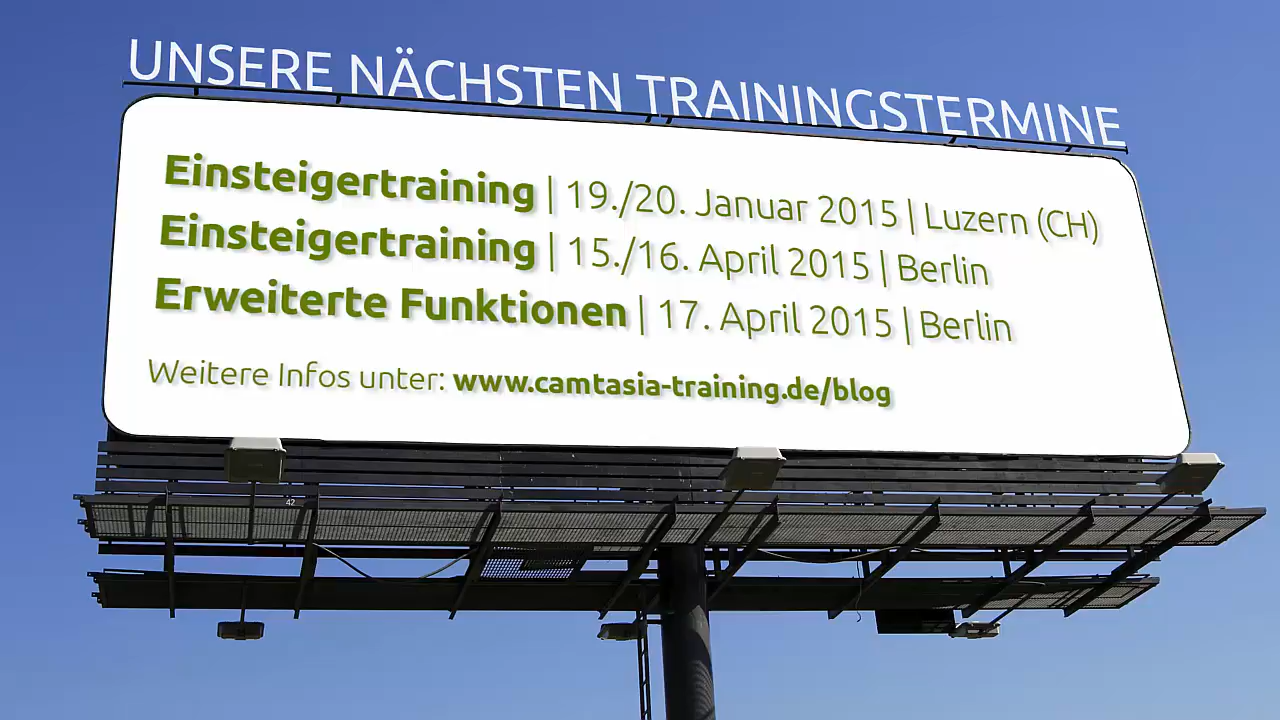 UNSERE NÄCHSTEN TRAININGSTERMINE
Einsteigertraining | 19./20. Januar 2015 | Luzern (CH)
Einsteigertraining | 15./16. April 2015 | Berlin
Erweiterte Funktionen | 17. April 2015 | Berlin
Weitere Infos unter: www.camtasia-training.de/blog
42